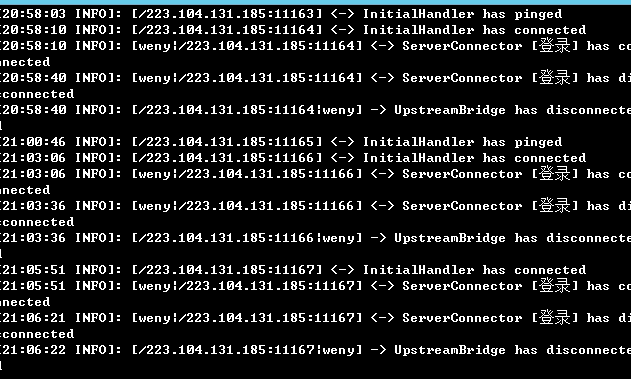 [20:58:03 INFO]: [/223.104.131.185:11163] <-> InitialHandler has pinged
[20:58:10 INFO]: [/223.104.131.185:11164] <-> InitialHandler has connected
[20:58:10 INFO]: [weny|/223.104.131.185:11164] <-> ServerConnector [登录] has co
nnected
[20:58:40 INFO]: [weny|/223.104.131.185:11164] <-> ServerConnector [登录] has di
sconnected
[20:58:40 INFO]: [/223.104.131.185:11164|weny] -> UpstreamBridge has disconnecte
d
[21:00:46 INFO]: [/223.104.131.185:11165] <-> InitialHandler has pinged
[21:03:06 INFO]: [/223.104.131.185:11166] <-> InitialHandler has connected
[21:03:06 INFO]: [weny|/223.104.131.185:11166] <-> ServerConnector [登录] has co
nnected
[21:03:36 INFO]: [weny|/223.104.131.185:11166] <-> ServerConnector [登录] has di
sconnected
[21:03:36 INFO]: [/223.104.131.185:11166|weny] -> UpstreamBridge has disconnecte
d
[21:05:51 INFO]: [/223.104.131.185:11167] <-> InitialHandler has connected
[21:05:51 INFO]: [weny|/223.104.131.185:11167] <-> ServerConnector [登录] has co
nnected
[21:06:21 INFO]: [weny|/223.104.131.185:11167] <-> ServerConnector [登录] has di
sconnected
[21:06:22 INFO]: [/223.104.131.185:11167|weny] -> UpstreamBridge has disconnecte
d